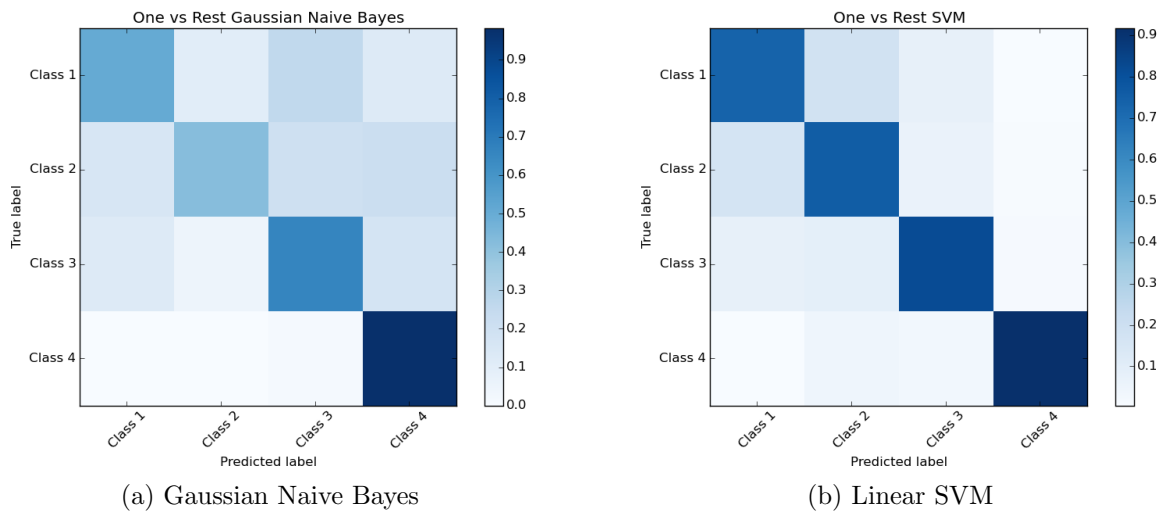 One vs Rest Gaussian Naive Bayes
Class 1
Class 2
Class 3
Class 4
True label
Class 1
Class 2
Class 3
Class 4
Predicted label
0.9
0.8
0.7
0.6
0.5
0.4
0.3
0.2
0.1
0.0
(a) Gaussian Naive Bayes
One vs Rest SVM
Class 1
Class 2
Class 3
Class 4
True label
Class 1
Class 2
Class 3
Class 4
Predicted label
0.9
0.8
0.7
0.6
0.5
0.4
0.3
0.2
0.1
(b) Linear SVM